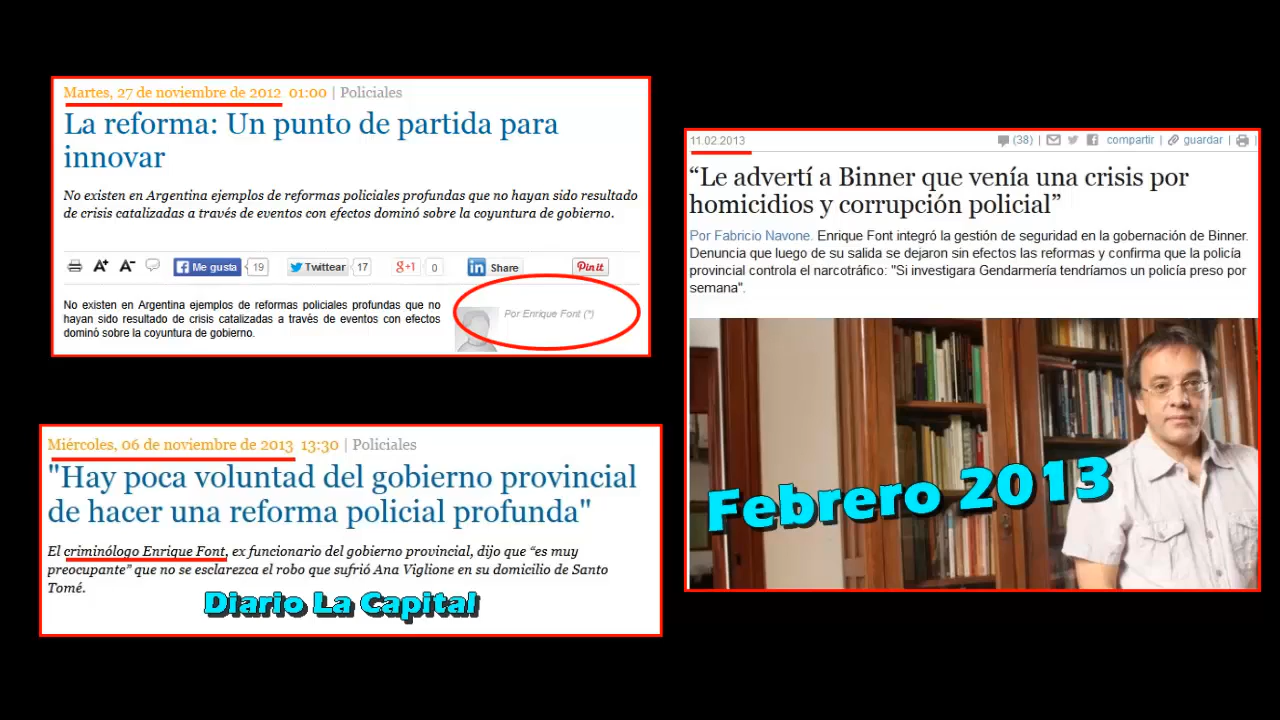 Martes, 27 de noviembre de 2012 01:00 | Policiales
La reforma: Un punto de partida para
innovar
No existen en Argentina ejemplos de reformas policiales profundas que no hayan sido resultado
de crisis catalizadas a través de eventos con efectos dominó sobre la coyuntura de gobierno.
A+ A- Me gusta 19 Twittear 17 g+1 0 in Share Pinit
No existen en Argentina ejemplos de reformas policiales profundas que no
hayan sido resultado de crisis catalizadas a través de eventos con efectos
dominó sobre la coyuntura de gobierno.
Por Enrique Font (*)
Miércoles, 06 de noviembre de 2013 13:30 | Policiales
"Hay poca voluntad del gobierno provincial
de hacer una reforma policial profunda"
El criminólogo Enrique Font, ex funcionario del gobierno provincial, dijo que “es muy
preocupante” que no se esclarezca el robo que sufrió Ana Viglione en su domicilio de Santo
Tomé.
Diario La Capital
11.02.2013 (38) | | compartir | guardar | |
“Le advertí a Binner que venía una crisis por
homicidios y corrupción policial”
Por Fabricio Navone. Enrique Font integró la gestión de seguridad en la gobernación de Binner.
Denuncia que luego de su salida se dejaron sin efectos las reformas y confirma que la policía
provincial controla el narcotráfico: "Si investigara Gendarmería tendríamos un policía preso por
semana".
Febrero 2013